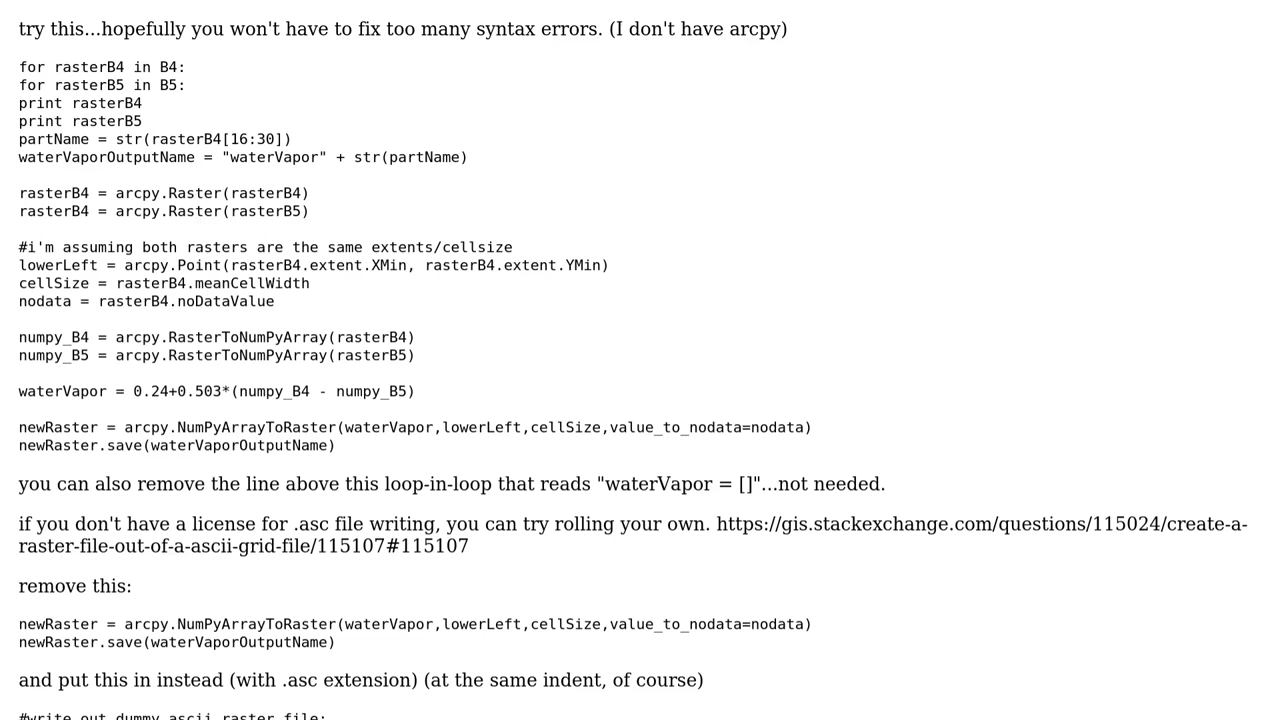 try this...hopefully you won't have to fix too many syntax errors. (I don't have arcpy)
for rasterB4 in B4:
for rasterB5 in B5:
print rasterB4
print rasterB5
partName = str(rasterB4[16:30])
waterVaporOutputName = "waterVapor" + str(partName)
rasterB4 = arcpy.Raster(rasterB4)
rasterB4 = arcpy.Raster(rasterB5)
#i'm assuming both rasters are the same extents/cellsize
lowerLeft = arcpy.Point(rasterB4.extent.XMin, rasterB4.extent.YMin)
cellSize = rasterB4.meanCellWidth
nodata = rasterB4.noDataValue
numpy_B4 = arcpy.RasterToNumPyArray(rasterB4)
numpy_B5 = arcpy.RasterToNumPyArray(rasterB5)
waterVapor = 0.24+0.503*(numpy_B4 - numpy_B5)
newRaster = arcpy.NumPyArrayToRaster(waterVapor,lowerLeft,cellSize,value_to_nodata=nodata)
newRaster.save(waterVaporOutputName)
you can also remove the line above this loop-in-loop that reads "waterVapor = []"...not needed.
if you don't have a license for .asc file writing, you can try rolling your own. https://gis.stackexchange.com/questions/115024/create-a-
raster-file-out-of-a-ascii-grid-file/115107#115107
remove this:
newRaster = arcpy.NumPyArrayToRaster(waterVapor,lowerLeft,cellSize,value_to_nodata=nodata)
newRaster.save(waterVaporOutputName)
and put this in instead (with .asc extension) (at the same indent, of course)
#write out dummy ascii raster file: